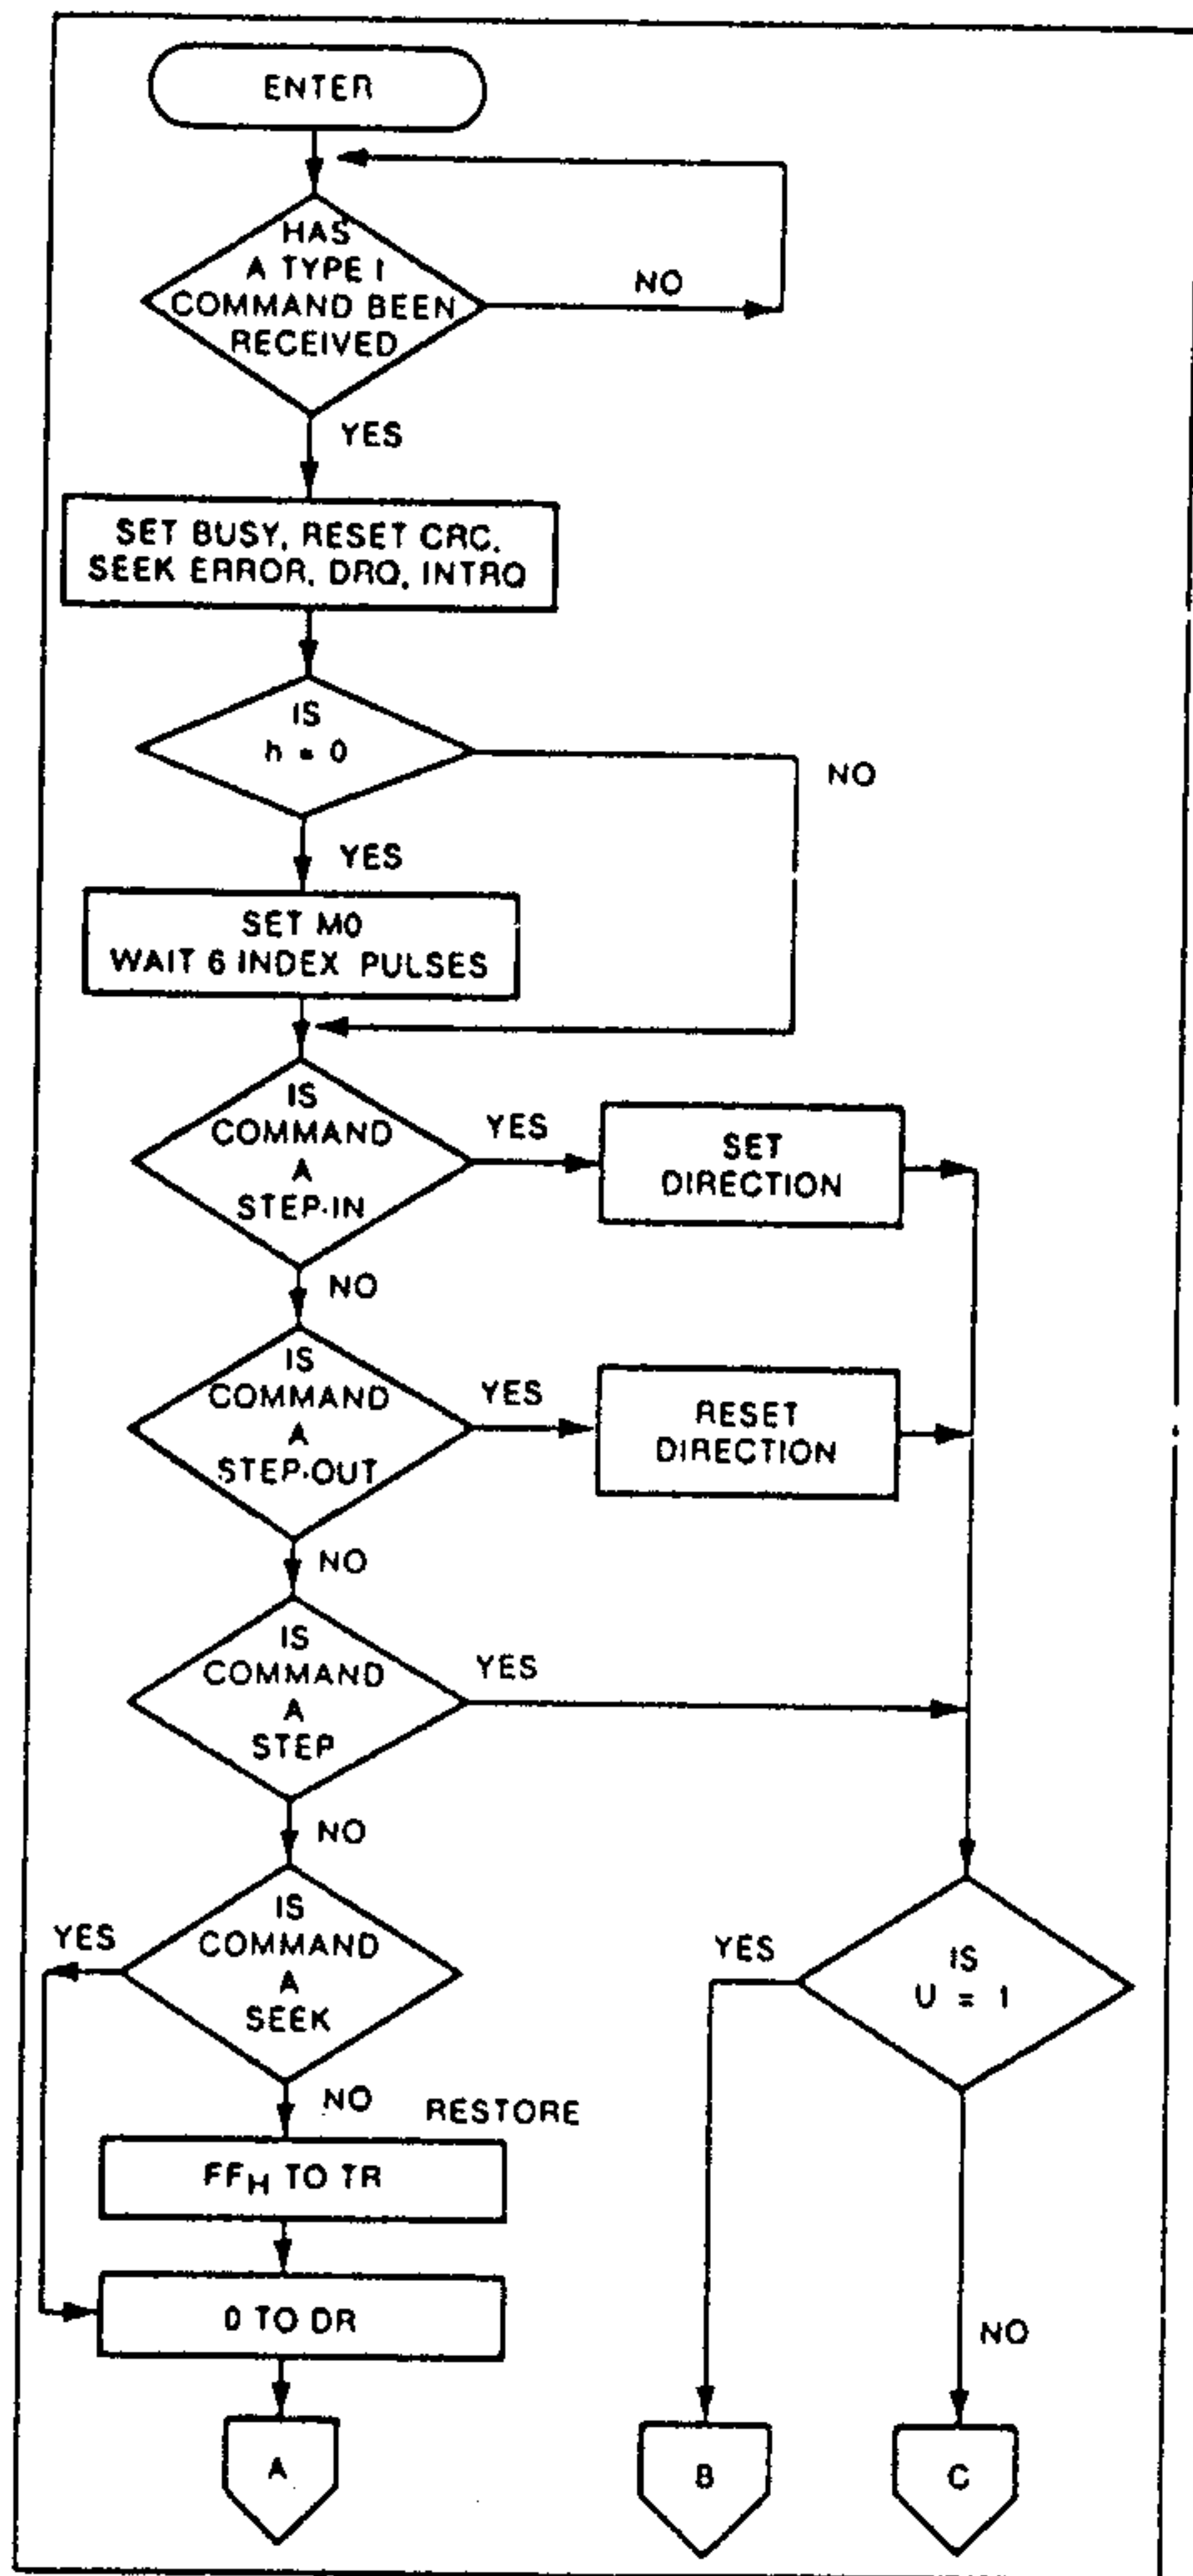 ENTER
HAS
A TYPE I
COMMAND BEEN
RECEIVED
NO
YES
SET BUSY, RESET CRC,
SEEK ERROR, DRQ, INTRQ
IS
h = 0
NO
YES
SET MO
WAIT 6 INDEX PULSES
IS
COMMAND
A
STEP-IN
YES
SET
DIRECTION
NO
IS
COMMAND
A
STEP-OUT
YES
RESET
DIRECTION
NO
IS
COMMAND
A
STEP
YES
NO
IS
COMMAND
A
SEEK
YES
NO
RESTORE
FFH TO TR
0 TO DR
A
IS
U = 1
YES
NO
B
C